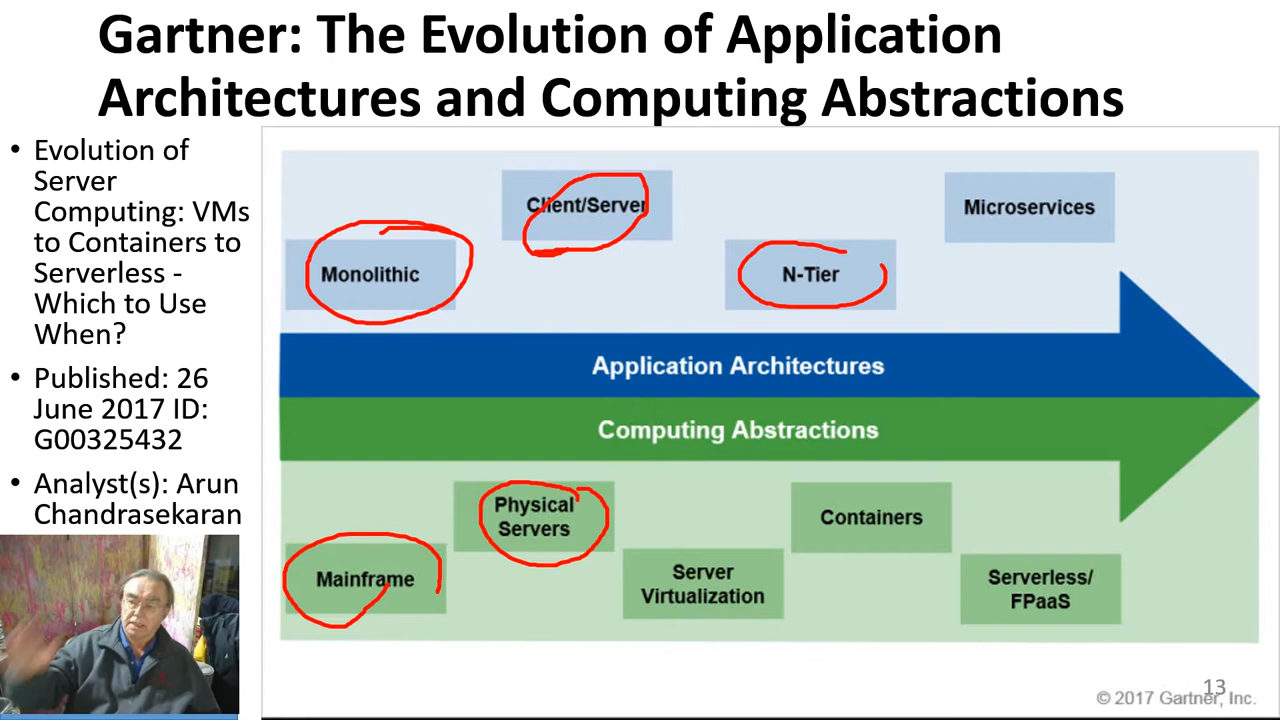 Gartner: The Evolution of Application
Architectures and Computing Abstractions
• Evolution of
Server
Computing: VMs
to Containers to
Serverless -
Which to Use
When?
• Published: 26
June 2017 ID:
G00325432
• Analyst(s): Arun
Chandrasekaran
Client/Server
Microservices
Monolithic
N-Tier
Application Architectures
Computing Abstractions
Physical
Servers
Containers
Mainframe
Server
Virtualization
Serverless/
FPaaS
13
© 2017 Gartner, Inc.